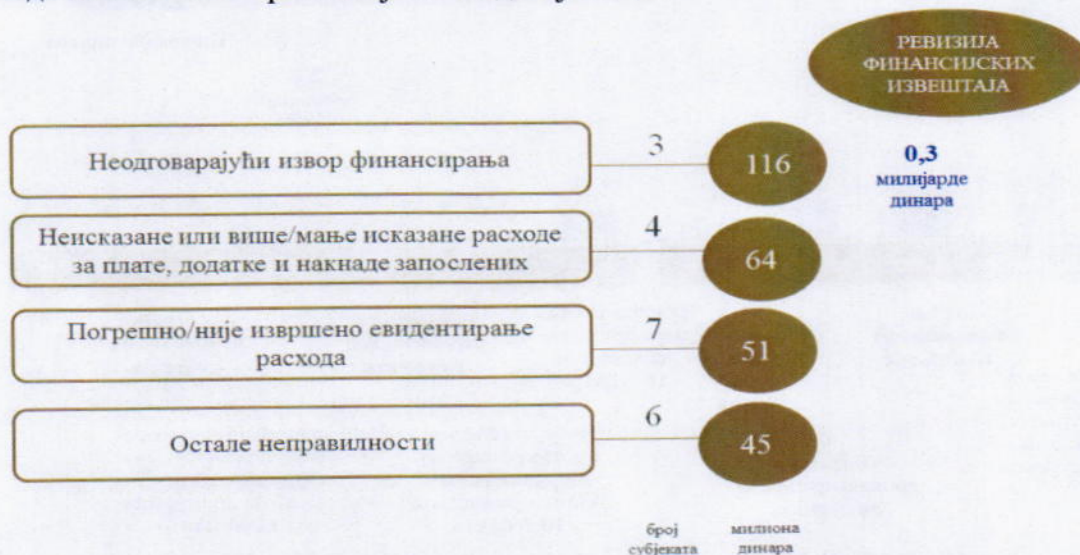 РЕВИЗИЈА
ФИНАНСИЈСКИХ
ИЗВЕШТАЈА
Неодговарајући извор финансирања
3
116
0,3
милијарде
динара
Неисказане или више/мање исказане расходе
за плате, додатке и накнаде запослених
4
64
Погрешно/није извршено евидентирање
расхода
7
51
Остале неправилности
6
45
број
субјеката
милиона
динара